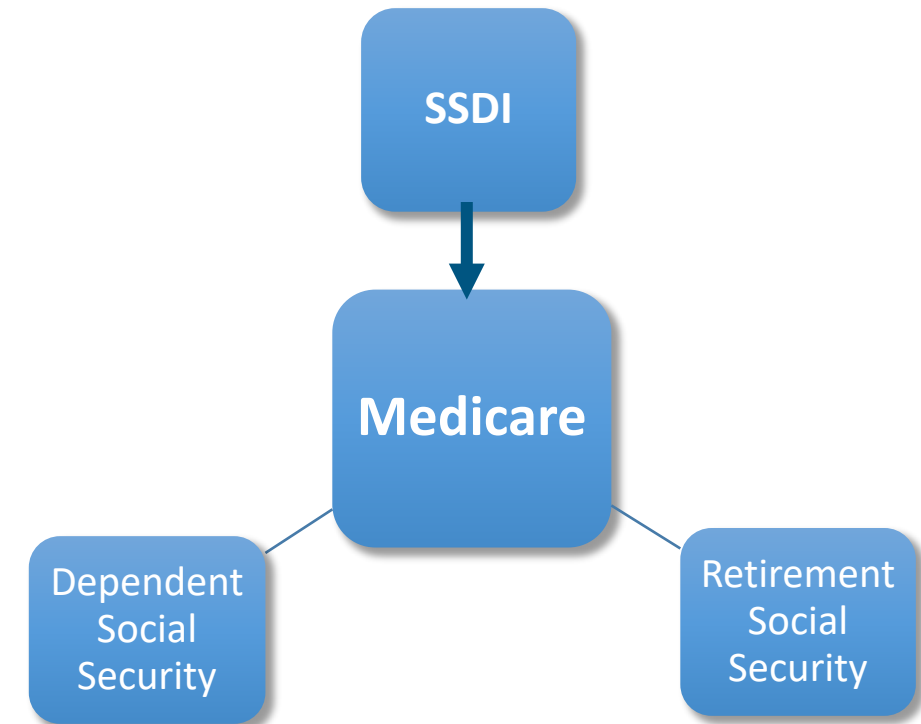 SSDI
Medicare
Dependent
Social
Security
Retirement
Social
Security